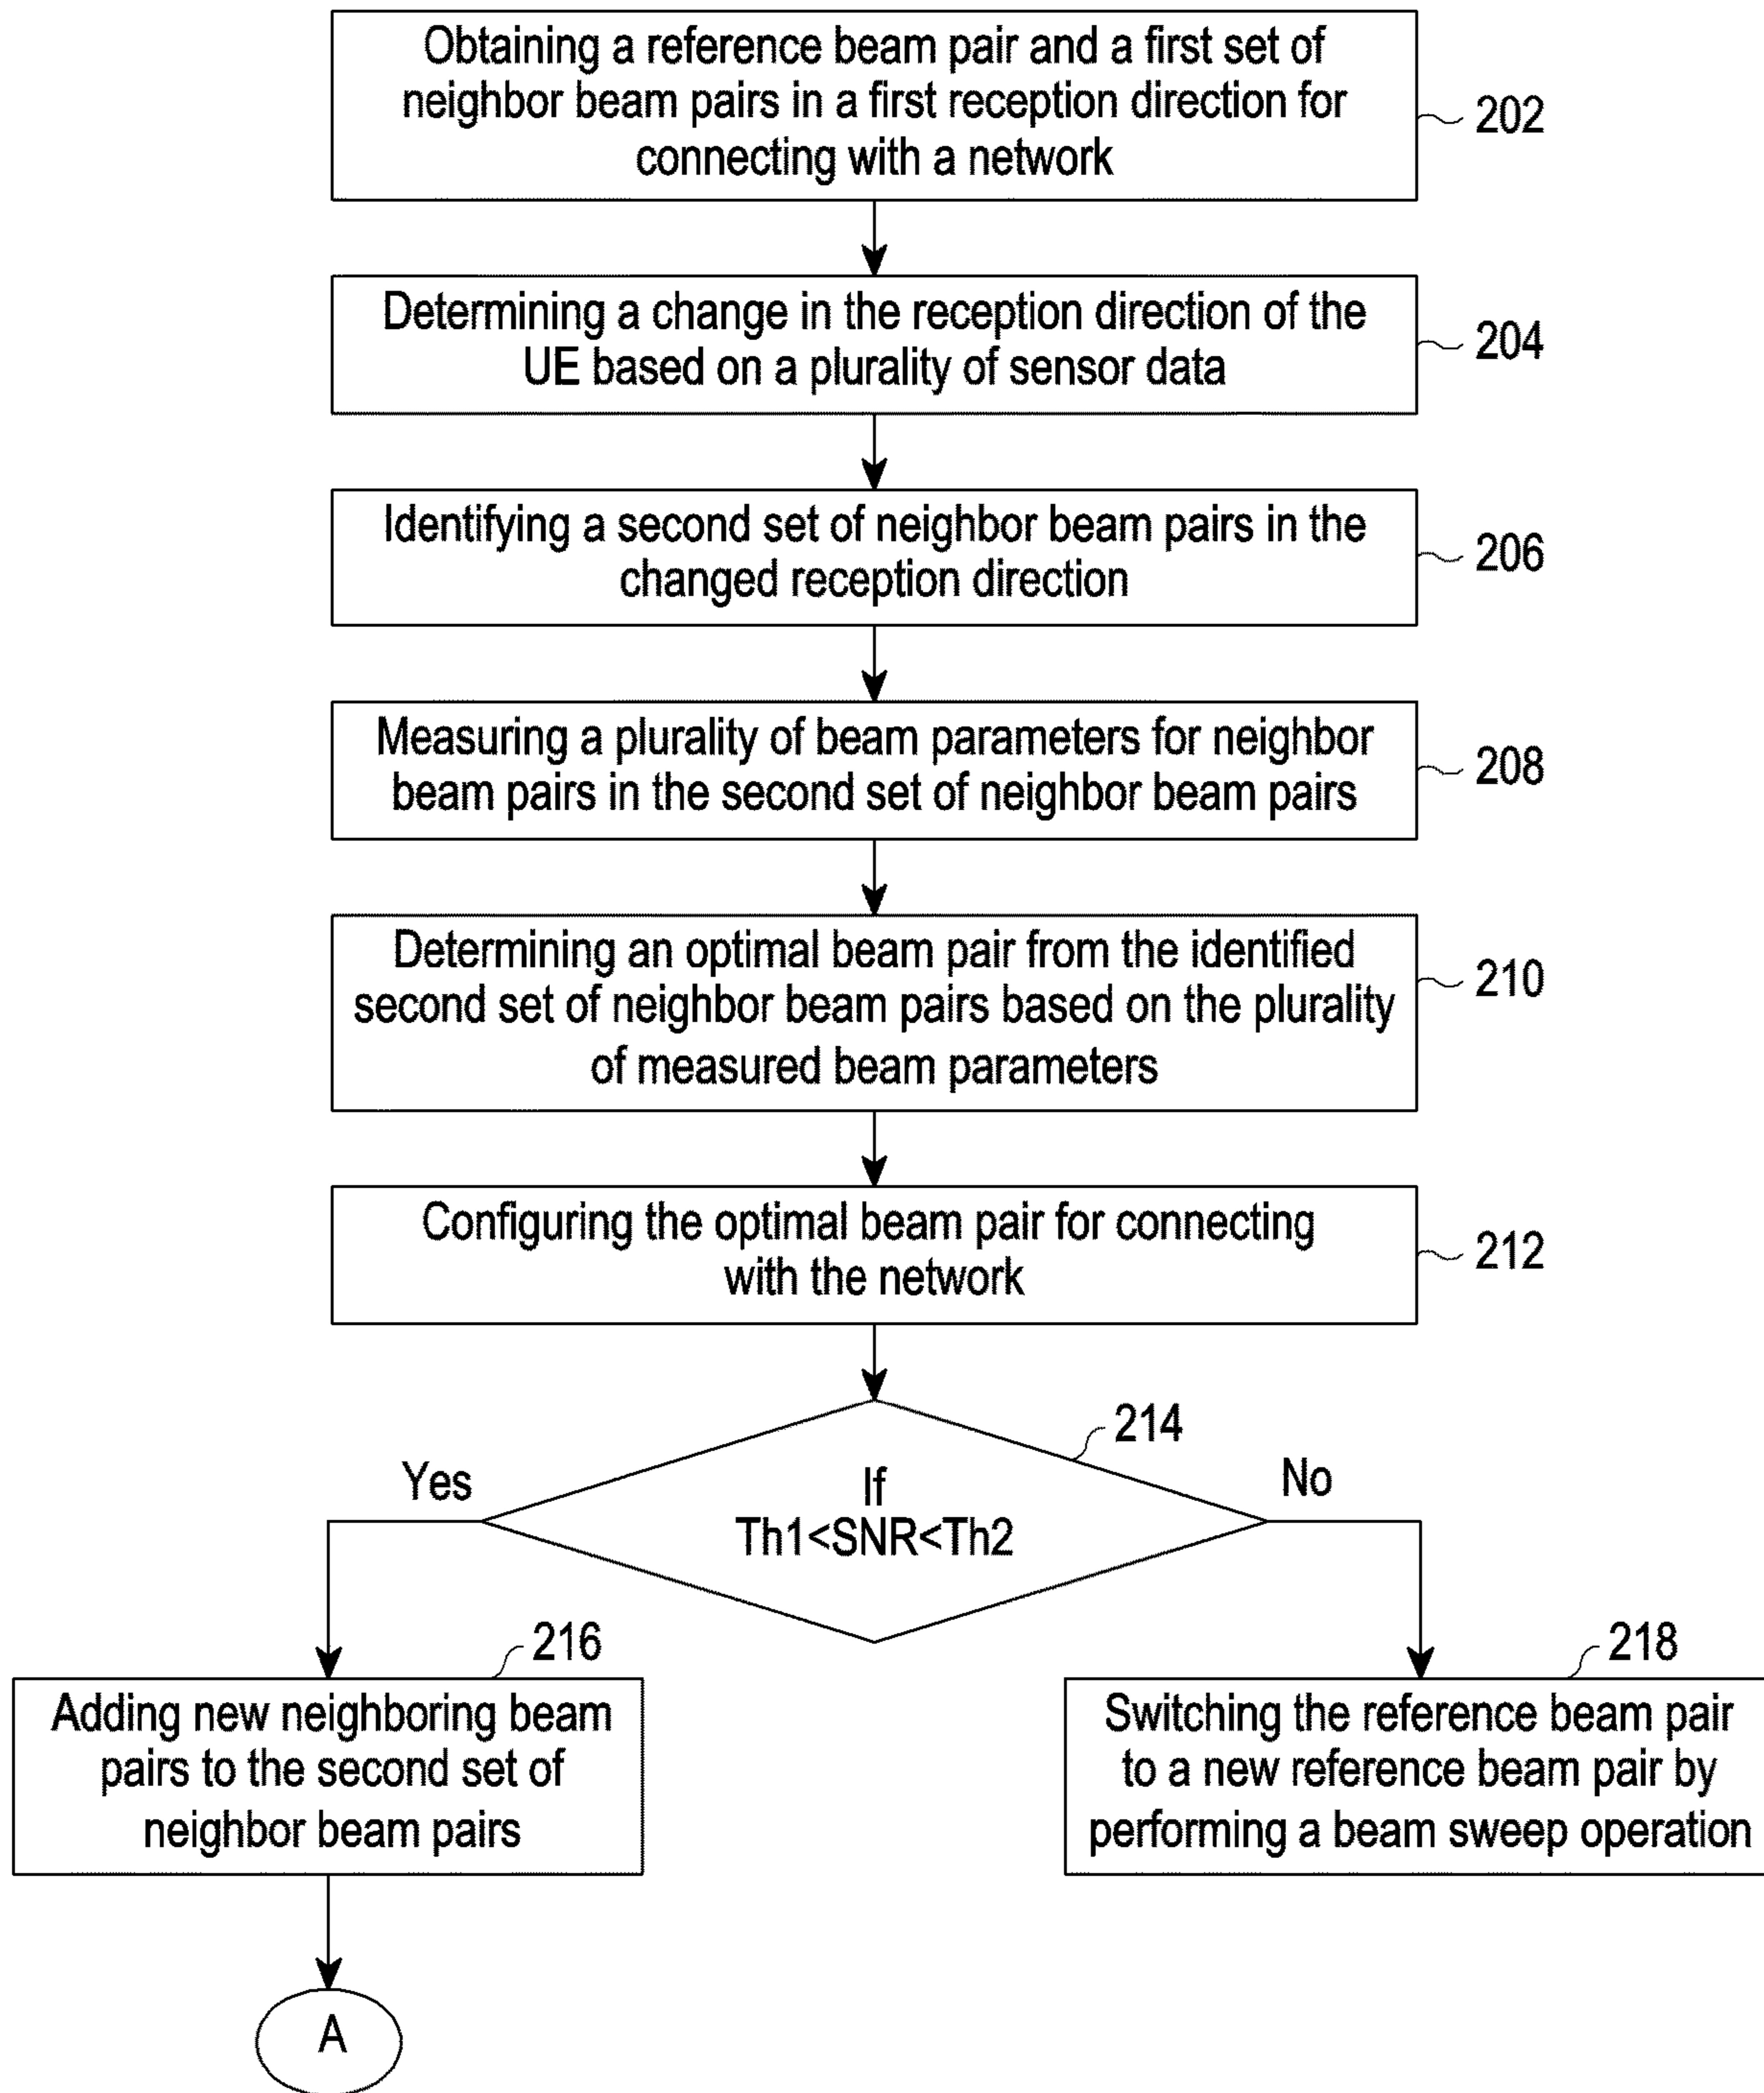 Obtaining a reference beam pair and a first set of
neighbor beam pairs in a first reception direction for
connecting with a network
202
Determining a change in the reception direction of the
UE based on a plurality of sensor data
204
Identifying a second set of neighbor beam pairs in the
changed reception direction
206
Measuring a plurality of beam parameters for neighbor
beam pairs in the second set of neighbor beam pairs
208
Determining an optimal beam pair from the identified
second set of neighbor beam pairs based on the plurality
of measured beam parameters
210
Configuring the optimal beam pair for connecting
with the network
212
214
Yes
If
Th1<SNR<Th2
No
216
Adding new neighboring beam
pairs to the second set of
neighbor beam pairs
218
Switching the reference beam pair
to a new reference beam pair by
performing a beam sweep operation
A